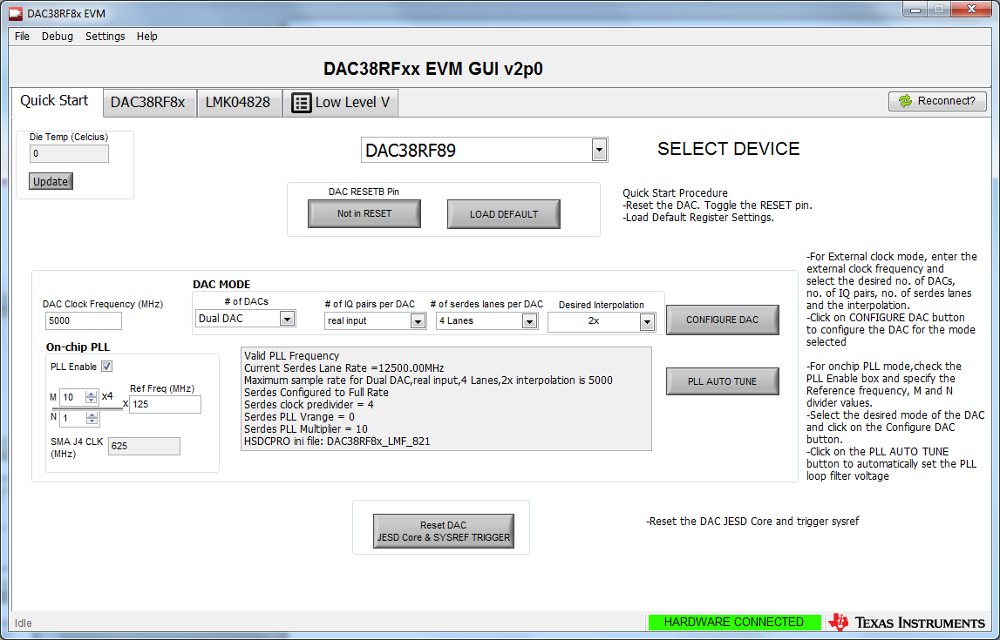 DAC38RF8x EVM
File Debug Settings Help
DAC38RFxx EVM GUI v2p0
Quick Start DAC38RF8x LMK04828 Low Level V
Reconnect?
Die Temp (Celcius)
0
Update
DAC38RF89
SELECT DEVICE
DAC RESETB Pin
Not in RESET
LOAD DEFAULT
Quick Start Procedure
-Reset the DAC. Toggle the RESET pin.
-Load Default Register Settings.
DAC MODE
DAC Clock Frequency (MHz)
5000
# of DACs
Dual DAC
# of IQ pairs per DAC
real input
# of serdes lanes per DAC
4 Lanes
Desired Interpolation
2x
CONFIGURE DAC
On-chip PLL
PLL Enable
M 10 x4
N 1
x
Ref Freq (MHz)
125
SMA J4 CLK
(MHz)
625
Valid PLL Frequency
Current Serdes Lane Rate =12500.00MHz
Maximum sample rate for Dual DAC,real input,4 Lanes,2x interpolation is 5000
Serdes Configured to Full Rate
Serdes clock predivider = 4
Serdes PLL Vrange = 0
Serdes PLL Multiplier = 10
HSDCPRO ini file: DAC38RF8x_LMF_821
PLL AUTO TUNE
-For External clock mode, enter the
external clock frequency and
select the desired no. of DACs,
no. of IQ pairs, no. of serdes lanes
and the interpolation.
-Click on CONFIGURE DAC button
to configure the DAC for the mode
selected
-For onchip PLL mode,check the
PLL Enable box and specify the
Reference frequency, M and N
divider values.
-Select the desired mode of the DAC
and click on the Configure DAC
button.
-Click on the PLL AUTO TUNE
button to automatically set the PLL
loop filter voltage
Reset DAC
JESD Core & SYSREF TRIGGER
-Reset the DAC JESD Core and trigger sysref
Idle
HARDWARE CONNECTED
TEXAS INSTRUMENTS